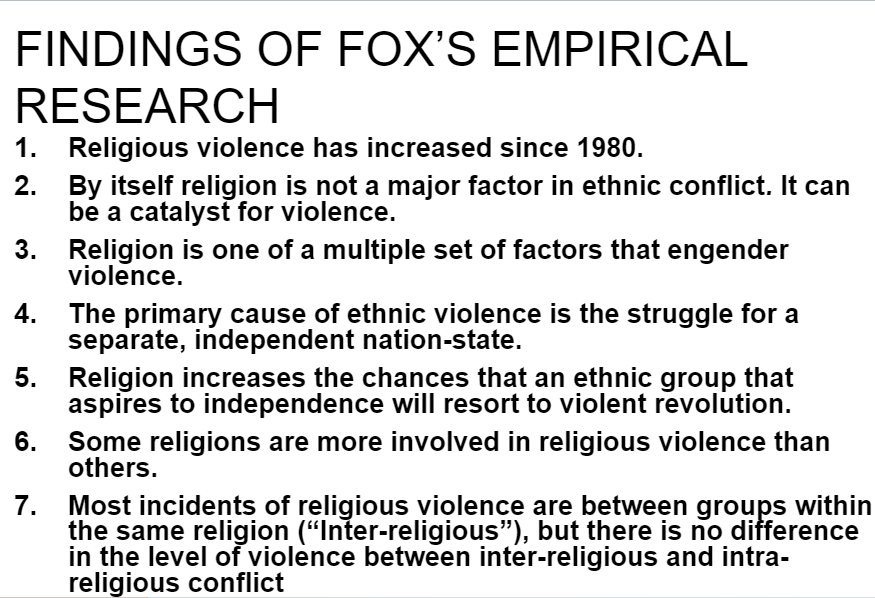 FINDINGS OF FOX’S EMPIRICAL
RESEARCH
1. Religious violence has increased since 1980.
2. By itself religion is not a major factor in ethnic conflict. It can
be a catalyst for violence.
3. Religion is one of a multiple set of factors that engender
violence.
4. The primary cause of ethnic violence is the struggle for a
separate, independent nation-state.
5. Religion increases the chances that an ethnic group that
aspires to independence will resort to violent revolution.
6. Some religions are more involved in religious violence than
others.
7. Most incidents of religious violence are between groups within
the same religion (“Inter-religious”), but there is no difference
in the level of violence between inter-religious and intra-
religious conflict